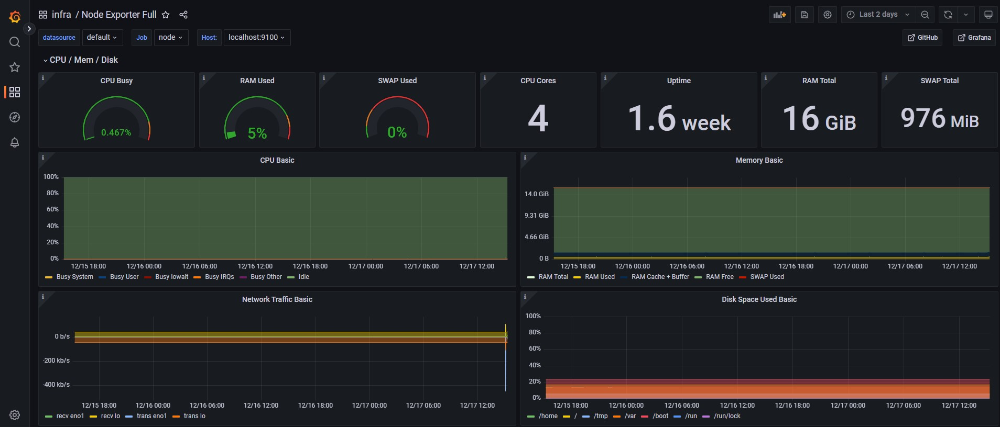 infra / Node Exporter Full
Last 2 days
datasource default Job node Host: localhost:9100
GitHub Grafana
CPU / Mem / Disk
CPU Busy
0.467%
RAM Used
5%
SWAP Used
0%
CPU Cores
4
Uptime
1.6 week
RAM Total
16 GiB
SWAP Total
976 MiB
CPU Basic
100%
80%
60%
40%
20%
0%
12/15 18:00 12/16 00:00 12/16 06:00 12/16 12:00 12/16 18:00 12/17 00:00 12/17 06:00 12/17 12:00
Busy System Busy User Busy Iowait Busy IRQs Busy Other Idle
Memory Basic
14.0 GiB
9.31 GiB
4.66 GiB
0 B
12/15 18:00 12/16 00:00 12/16 06:00 12/16 12:00 12/16 18:00 12/17 00:00 12/17 06:00 12/17 12:00
RAM Total RAM Used RAM Cache + Buffer RAM Free SWAP Used
Network Traffic Basic
0 b/s
-200 kb/s
-400 kb/s
12/15 18:00 12/16 00:00 12/16 06:00 12/16 12:00 12/16 18:00 12/17 00:00 12/17 06:00 12/17 12:00
recv eno1 recv lo trans eno1 trans lo
Disk Space Used Basic
100%
80%
60%
40%
20%
0%
12/15 18:00 12/16 00:00 12/16 06:00 12/16 12:00 12/16 18:00 12/17 00:00 12/17 06:00 12/17 12:00
/home / /tmp /var /boot /run /run/lock